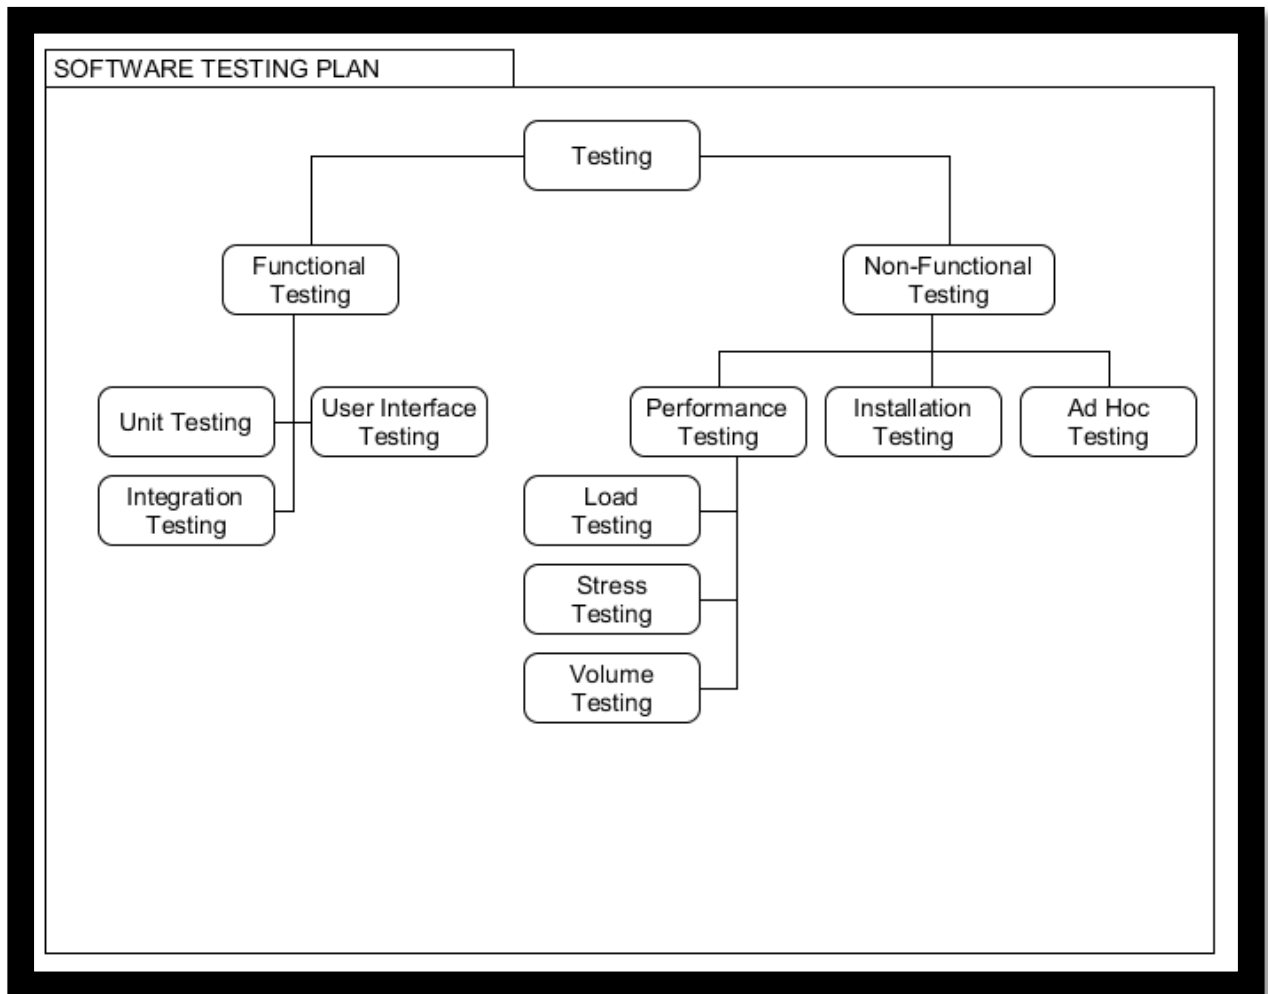 SOFTWARE TESTING PLAN
Testing
Functional
Testing
Non-Functional
Testing
Unit Testing
User Interface
Testing
Performance
Testing
Installation
Testing
Ad Hoc
Testing
Integration
Testing
Load
Testing
Stress
Testing
Volume
Testing